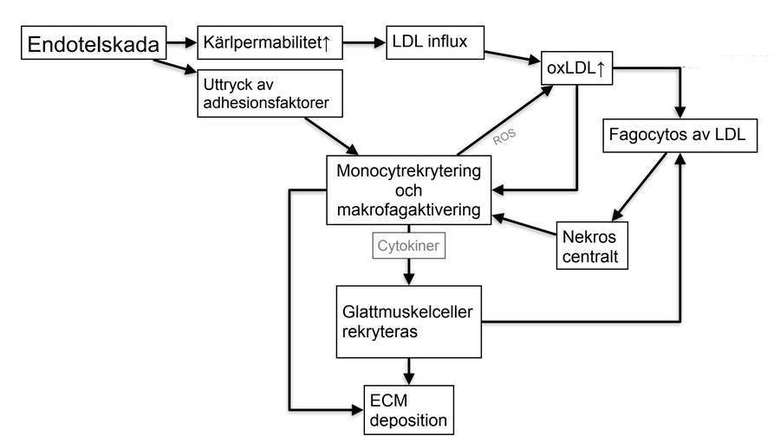 Endotelskada
Kärlpermabilitet↑
LDL influx
oxLDL↑
Uttryck av
adhesionsfaktorer
ROS
Fagocytos av LDL
Monocytrekrytering
och
makrofagaktivering
Nekros
centralt
Cytokiner
Glattmuskelceller
rekryteras
ECM
deposition